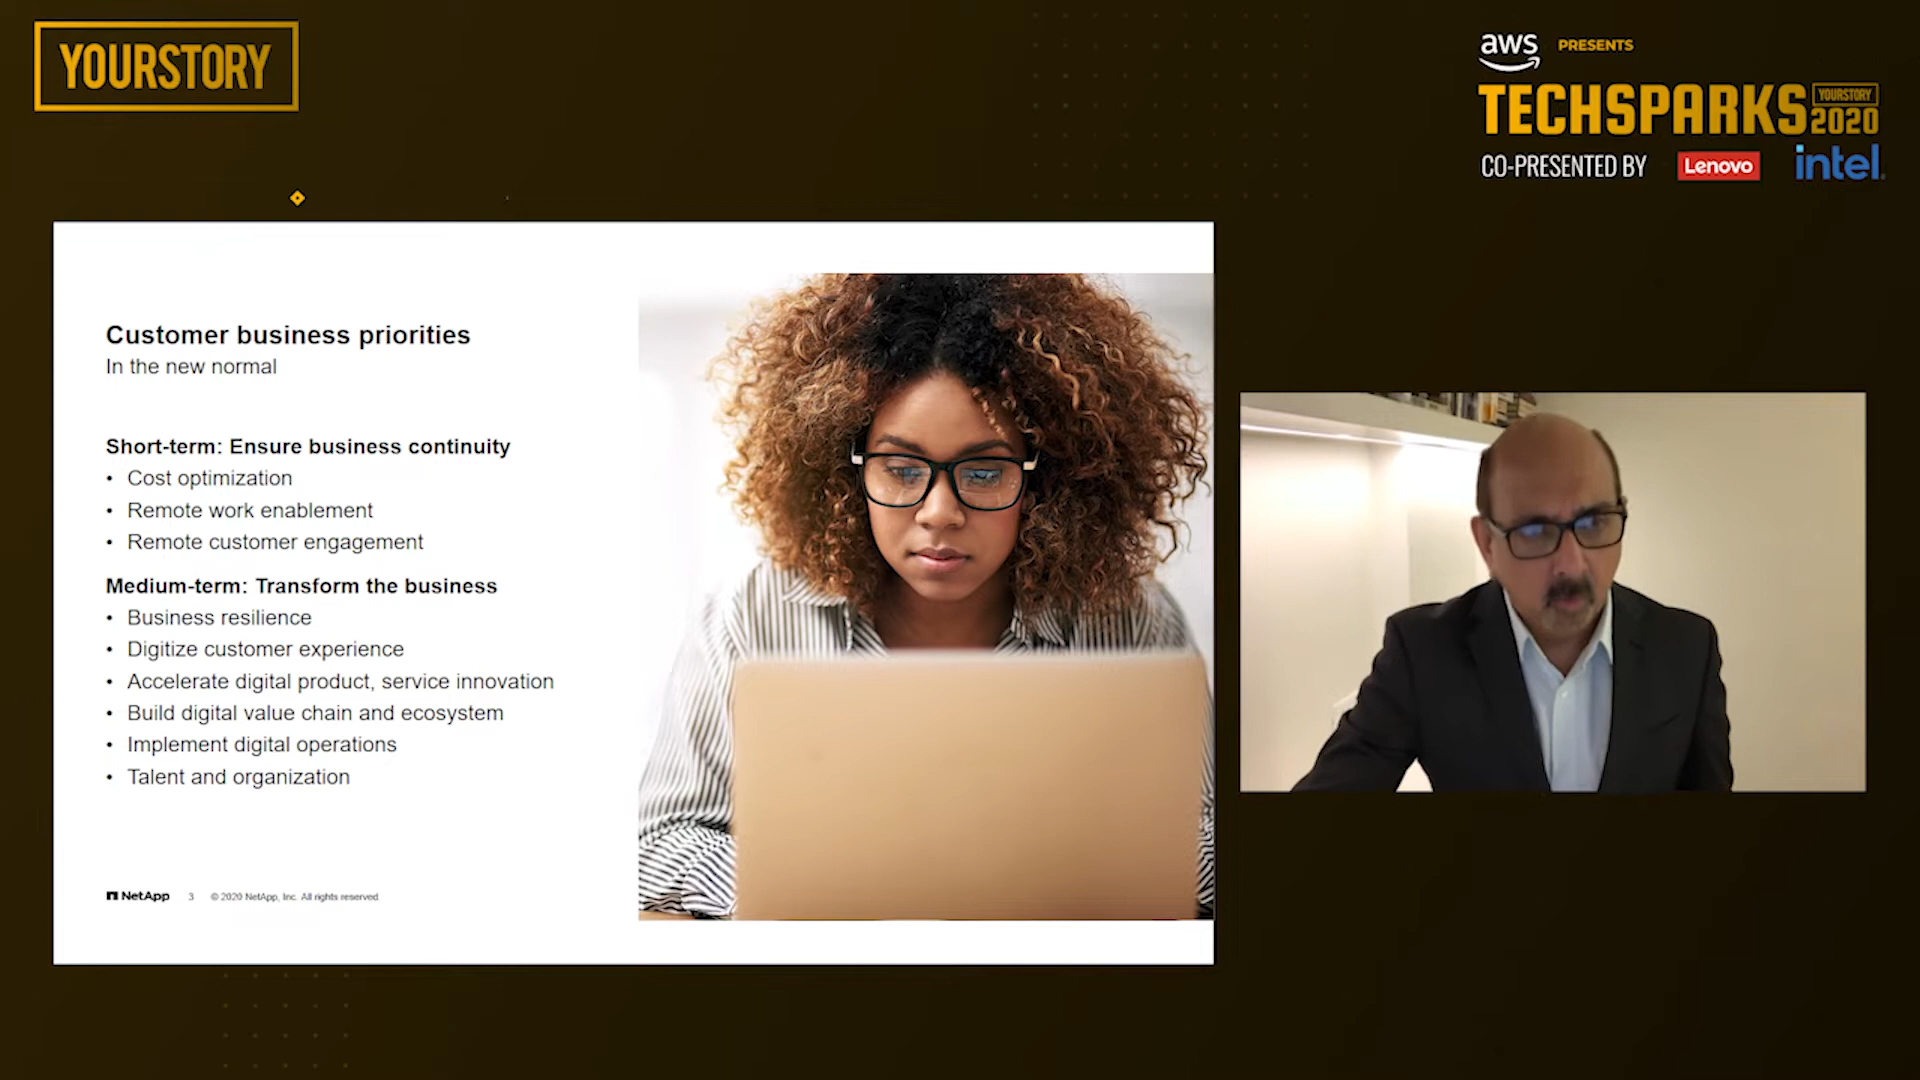 YOURSTORY
aws PRESENTS
TECHSPARKS YOURSTORY 2020
CO-PRESENTED BY Lenovo intel.
Customer business priorities
In the new normal
Short-term: Ensure business continuity
• Cost optimization
• Remote work enablement
• Remote customer engagement
Medium-term: Transform the business
• Business resilience
• Digitize customer experience
• Accelerate digital product, service innovation
• Build digital value chain and ecosystem
• Implement digital operations
• Talent and organization
NetApp 3 © 2020 NetApp, Inc. All rights reserved.